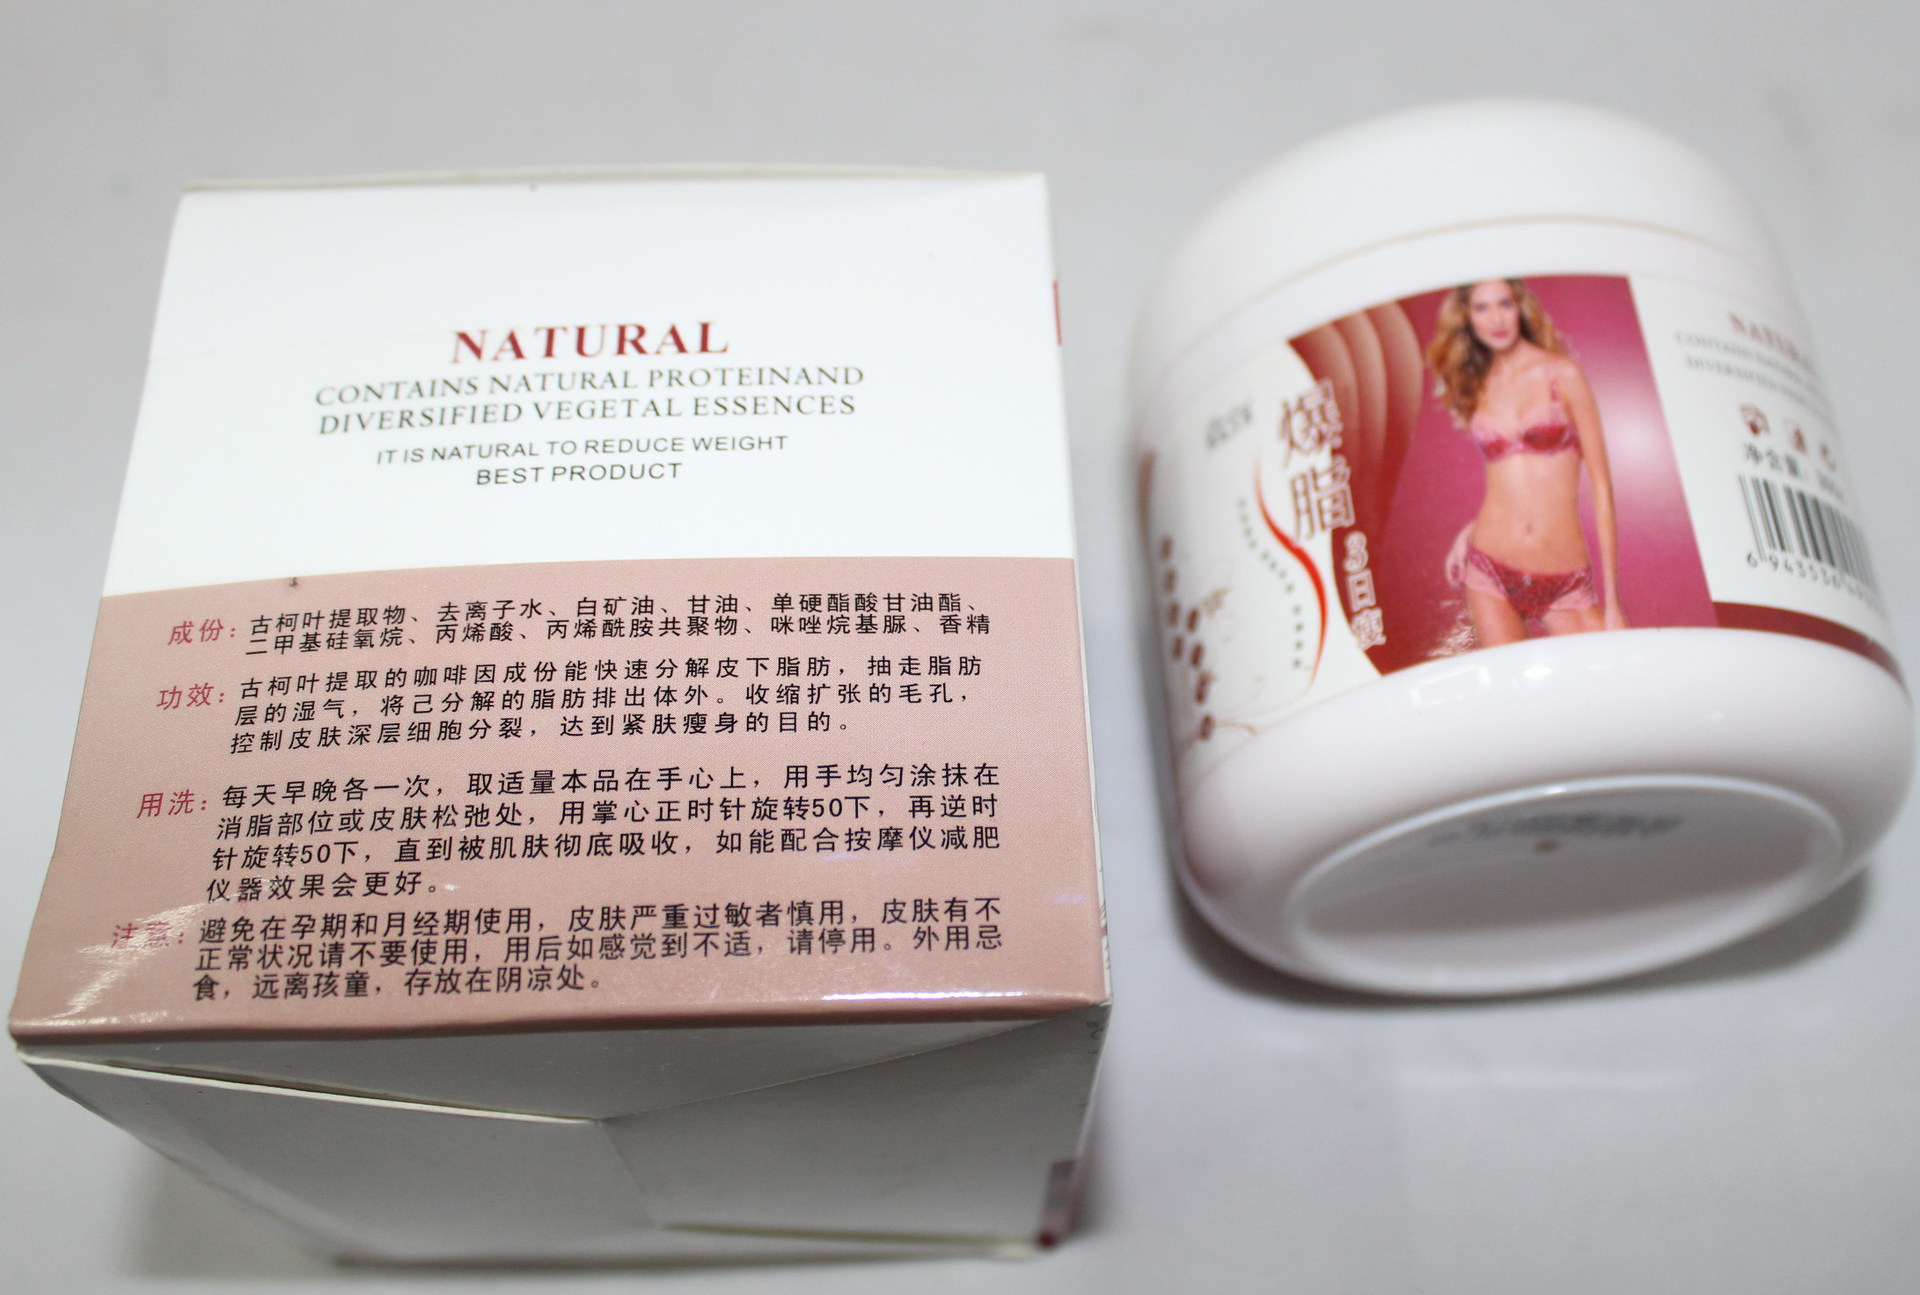 NATURAL
CONTAINS NATURAL PROTEINAND
DIVERSIFIED VEGETAL ESSENCES
IT IS NATURAL TO REDUCE WEIGHT
BEST PRODUCT
成份：古柯叶提取物、去离子水、白矿油、甘油、单硬酯酸甘油酯、
二甲基硅氧烷、丙烯酸、丙烯酰胺共聚物、咪唑烷基脲、香精
功效：古柯叶提取的咖啡因成份能快速分解皮下脂肪，抽走脂肪
层的湿气，将己分解的脂肪排出体外。收缩扩张的毛孔，
控制皮肤深层细胞分裂，达到紧肤瘦身的目的。
用洗：每天早晚各一次，取适量本品在手心上，用手均匀涂抹在
消脂部位或皮肤松弛处，用掌心正时针旋转50下，再逆时
针旋转50下，直到被肌肤彻底吸收，如能配合按摩仪减肥
仪器效果会更好。
注意：避免在孕期和月经期使用，皮肤严重过敏者慎用，皮肤有不
正常状况请不要使用，用后如感觉到不适，请停用。外用忌
食，远离孩童，存放在阴凉处。
爆脂
3日瘦
NATURAL
净含量
6 943536